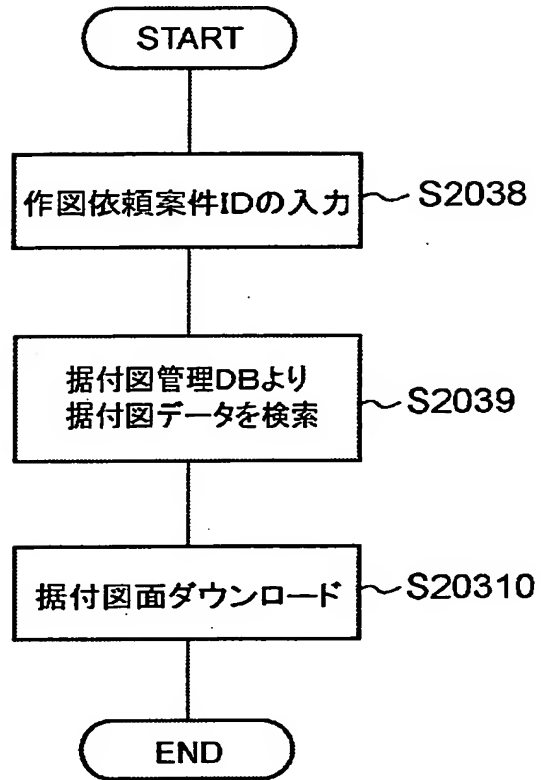 START
作図依頼案件IDの入力
S2038
据付図管理DBより
据付図データを検索
S2039
据付図面ダウンロード
S20310
END